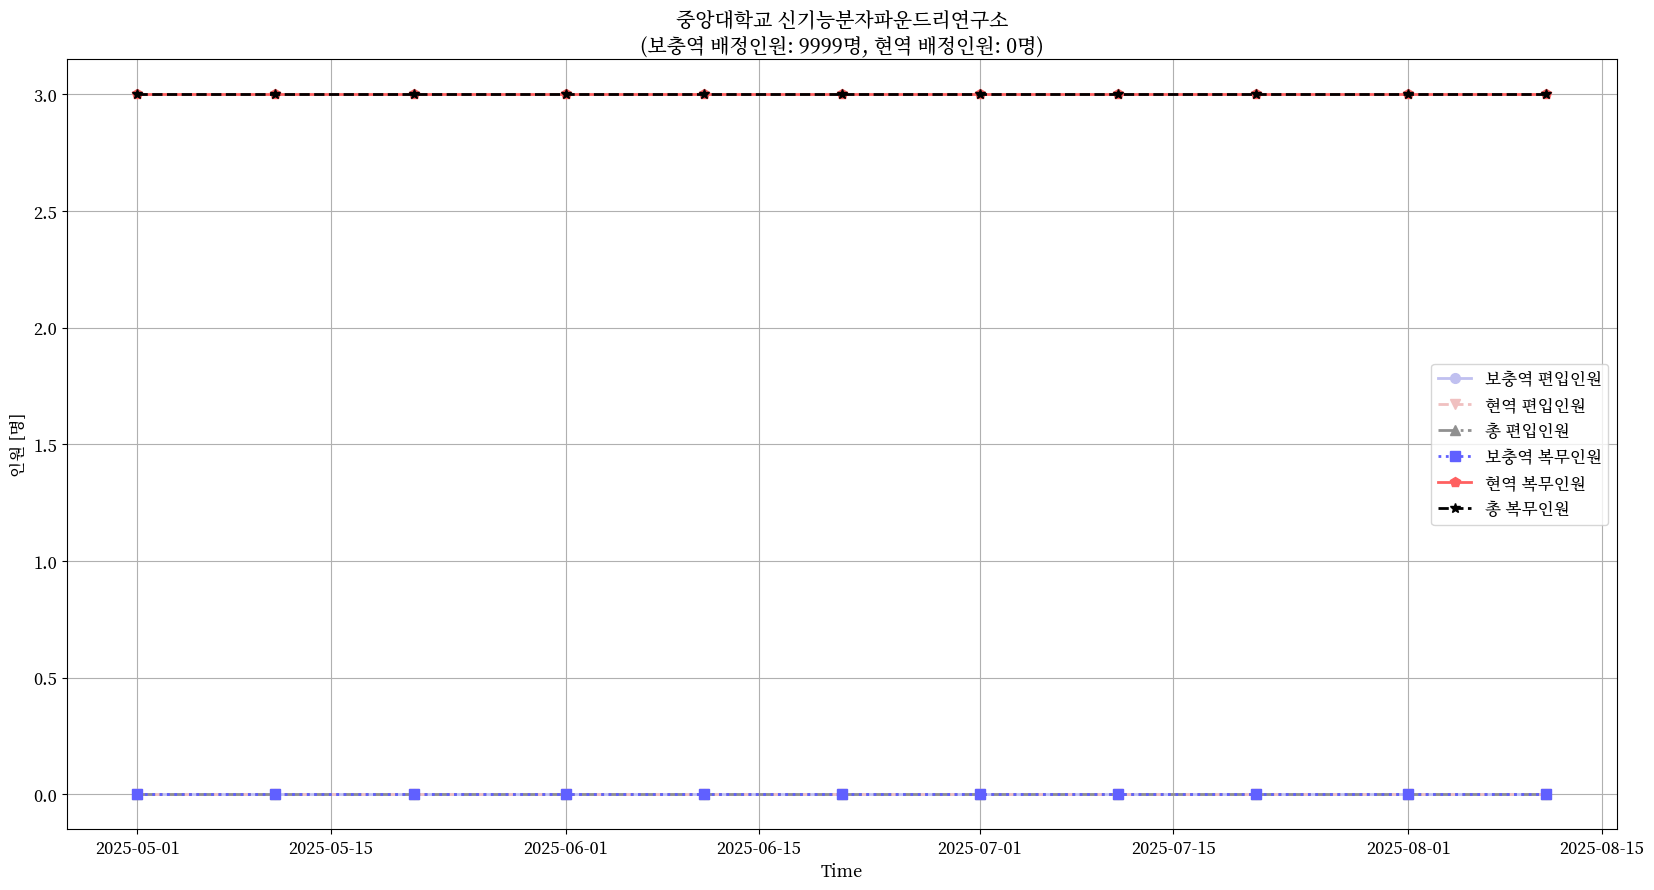 중앙대학교 신기능분자파운드리연구소
(보충역 배정인원: 9999명, 현역 배정인원: 0명)
3.0
2.5
2.0
1.5
1.0
0.5
0.0
인원 [명]
보충역 편입인원
현역 편입인원
총 편입인원
보충역 복무인원
현역 복무인원
총 복무인원
2025-05-01 2025-05-15 2025-06-01 2025-06-15 2025-07-01 2025-07-15 2025-08-01 2025-08-15
Time